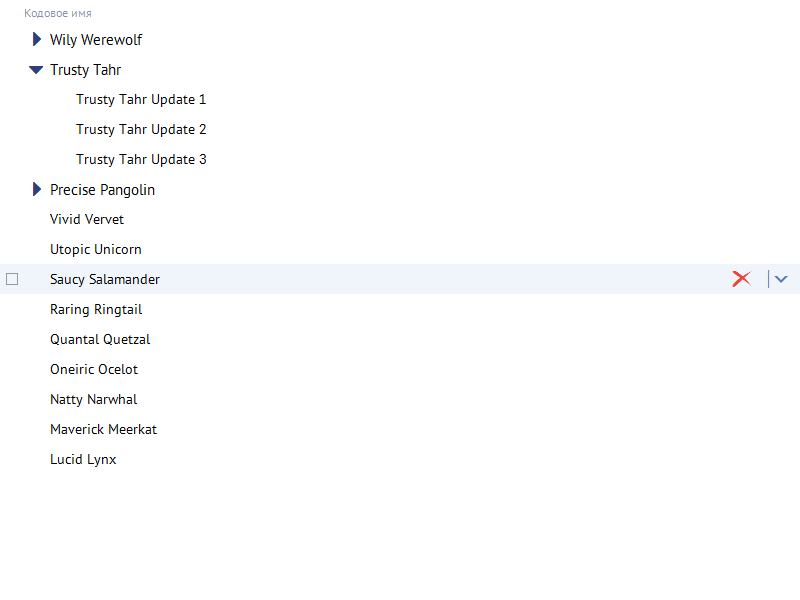 Кодовое имя
Wily Werewolf
Trusty Tahr
Trusty Tahr Update 1
Trusty Tahr Update 2
Trusty Tahr Update 3
Precise Pangolin
Vivid Vervet
Utopic Unicorn
Saucy Salamander
Raring Ringtail
Quantal Quetzal
Oneiric Ocelot
Natty Narwhal
Maverick Meerkat
Lucid Lynx